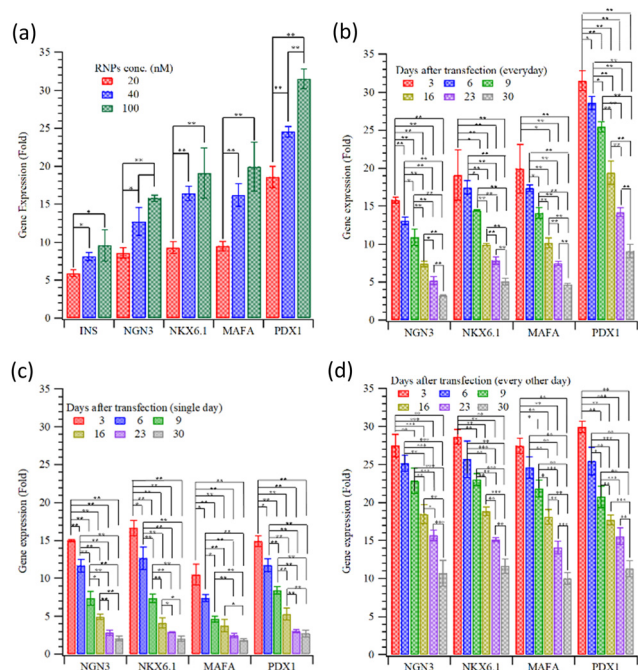 (a)
RNPs conc. (nM)
20
40
100
Gene Expression (Fold)
35
30
25
20
15
10
5
0
INS NGN3 NKX6.1 MAFA PDX1
(b)
Days after transfection (everyday)
3 6 9
16 23 30
Gene expression (Fold)
35
30
25
20
15
10
5
0
NGN3 NKX6.1 MAFA PDX1
(c)
Days after transfection (single day)
3 6 9
16 23 30
Gene expression (Fold)
35
30
25
20
15
10
5
0
NGN3 NKX6.1 MAFA PDX1
(d)
Days after transfection (every other day)
3 6 9
16 23 30
Gene expression (Fold)
35
30
25
20
15
10
5
0
NGN3 NKX6.1 MAFA PDX1